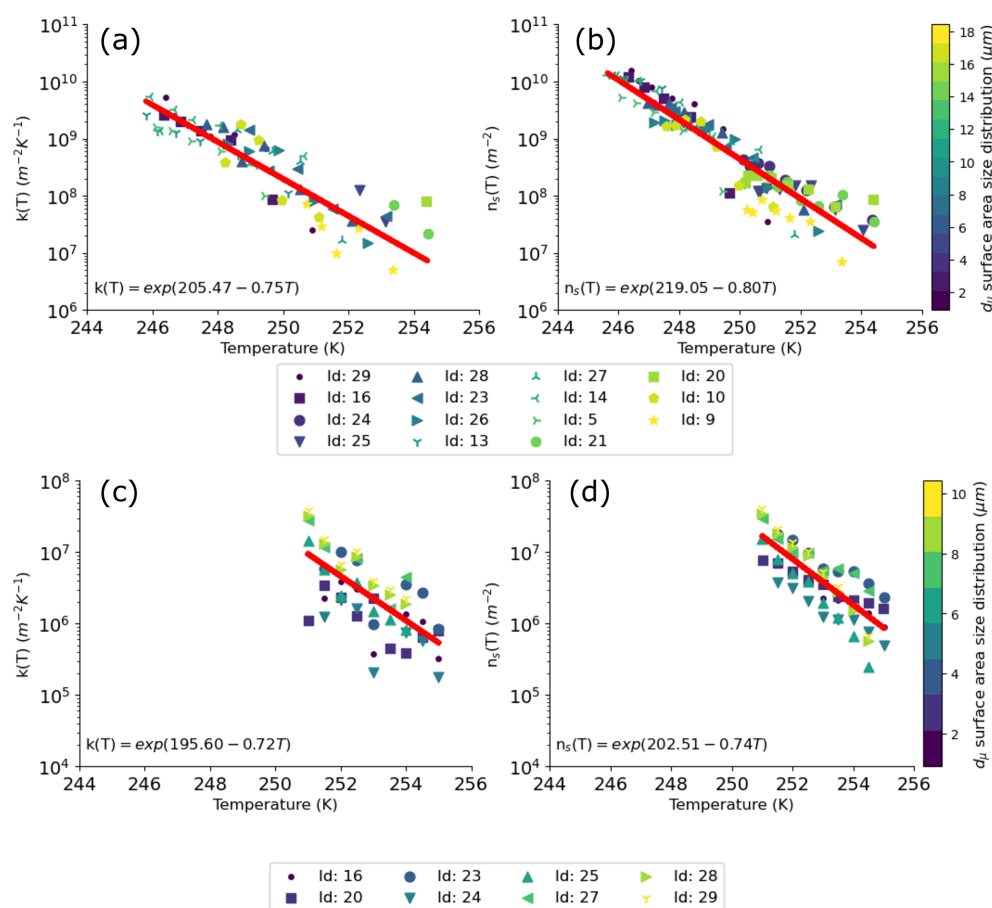 (a)
k(T) (m⁻²K⁻¹)
10¹¹
10¹⁰
10⁹
10⁸
10⁷
10⁶
k(T) = exp(205.47 − 0.75T)
244 246 248 250 252 254 256
Temperature (K)
(b)
nₛ(T) (m⁻²)
10¹¹
10¹⁰
10⁹
10⁸
10⁷
10⁶
nₛ(T) = exp(219.05 − 0.80T)
244 246 248 250 252 254 256
Temperature (K)
18
16
14
12
10
8
6
4
2
d_μ surface area size distribution (μm)
Id: 29 Id: 28 Id: 27 Id: 20
Id: 16 Id: 23 Id: 14 Id: 10
Id: 24 Id: 26 Id: 5 Id: 9
Id: 25 Id: 13 Id: 21
(c)
k(T) (m⁻²K⁻¹)
10⁸
10⁷
10⁶
10⁵
10⁴
k(T) = exp(195.60 − 0.72T)
244 246 248 250 252 254 256
Temperature (K)
(d)
nₛ(T) (m⁻²)
10⁸
10⁷
10⁶
10⁵
10⁴
nₛ(T) = exp(202.51 − 0.74T)
244 246 248 250 252 254 256
Temperature (K)
10
8
6
4
2
d_μ surface area size distribution (μm)
Id: 16 Id: 23 Id: 25 Id: 28
Id: 20 Id: 24 Id: 27 Id: 29